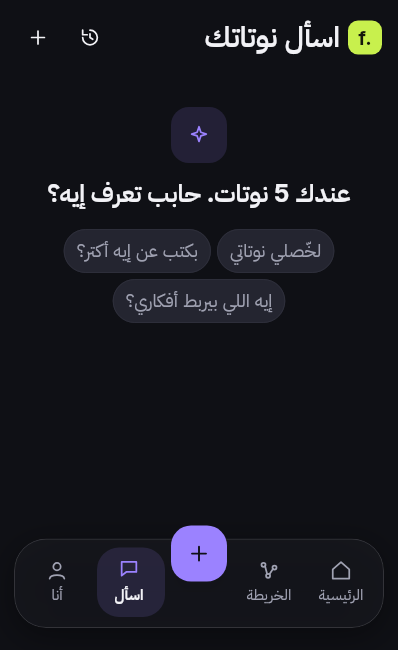 f. اسأل نوتاتك
عندك 5 نوتات. حابب تعرف إيه؟
لخّصلي نوتاتي
بكتب عن إيه أكتر؟
إيه اللي بيربط أفكاري؟
الرئيسية
الخريطة
اسأل
أنا